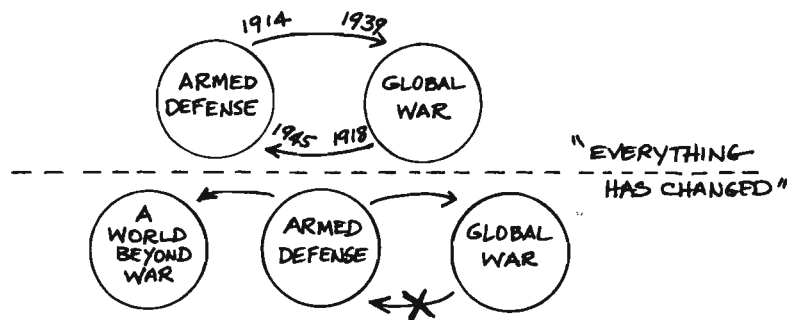 1914 1939
ARMED
DEFENSE
GLOBAL
WAR
1945 1918
"EVERYTHING
HAS CHANGED"
A
WORLD
BEYOND
WAR
ARMED
DEFENSE
GLOBAL
WAR